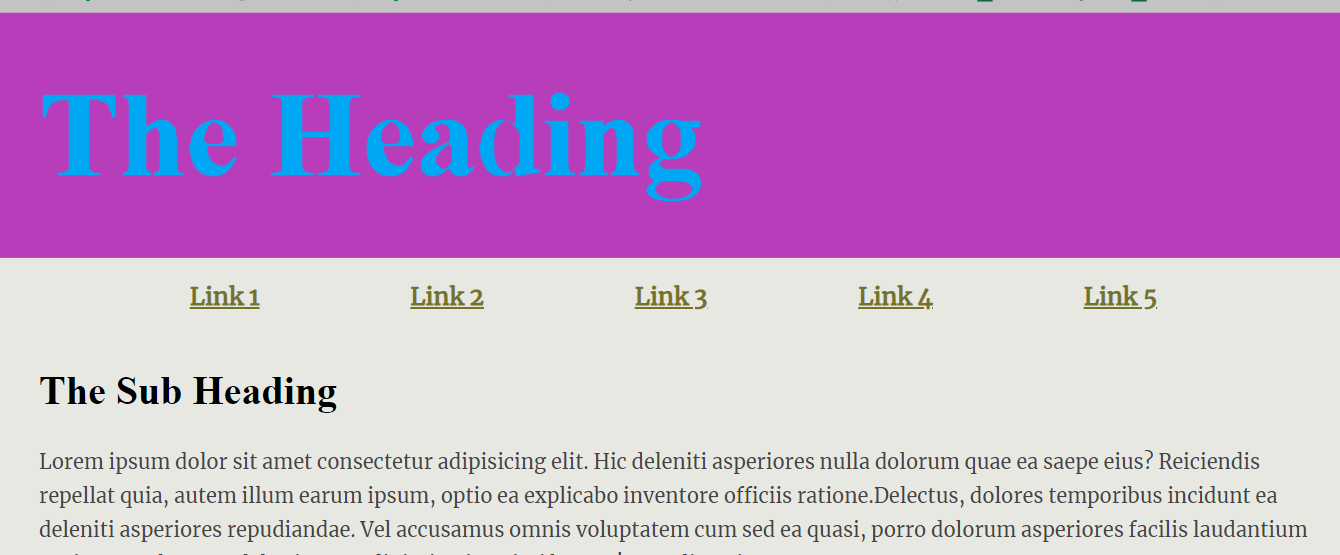 The Heading
Link 1 Link 2 Link 3 Link 4 Link 5
The Sub Heading
Lorem ipsum dolor sit amet consectetur adipisicing elit. Hic deleniti asperiores nulla dolorum quae ea saepe eius? Reiciendis
repellat quia, autem illum earum ipsum, optio ea explicabo inventore officiis ratione.Delectus, dolores temporibus incidunt ea
deleniti asperiores repudiandae. Vel accusamus omnis voluptatem cum sed ea quasi, porro dolorum asperiores facilis laudantium